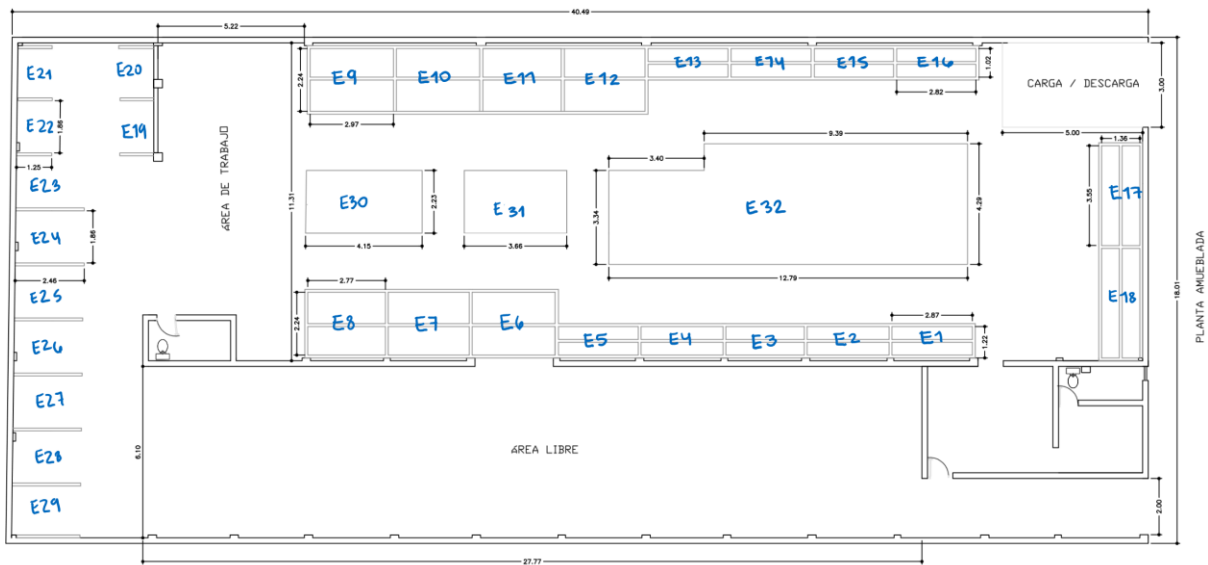 40.49
5.22
E21
E20
E9
E10
E11
E12
E13
E14
E15
E16
1.02
2.24
2.97
2.82
CARGA / DESCARGA
3.00
5.00
E22
1.86
E19
1.25
ÁREA DE TRABAJO
11.31
9.39
1.36
3.40
E23
E24
1.86
2.46
E30
2.23
4.15
E31
3.66
3.34
E32
4.29
12.79
3.55
E17
E18
18.01
PLANTA AMUEBLADA
E25
2.77
2.24
E8
E7
E6
E5
E4
E3
E2
2.87
E1
1.22
E26
E27
E28
E29
6.10
ÁREA LIBRE
2.00
27.77